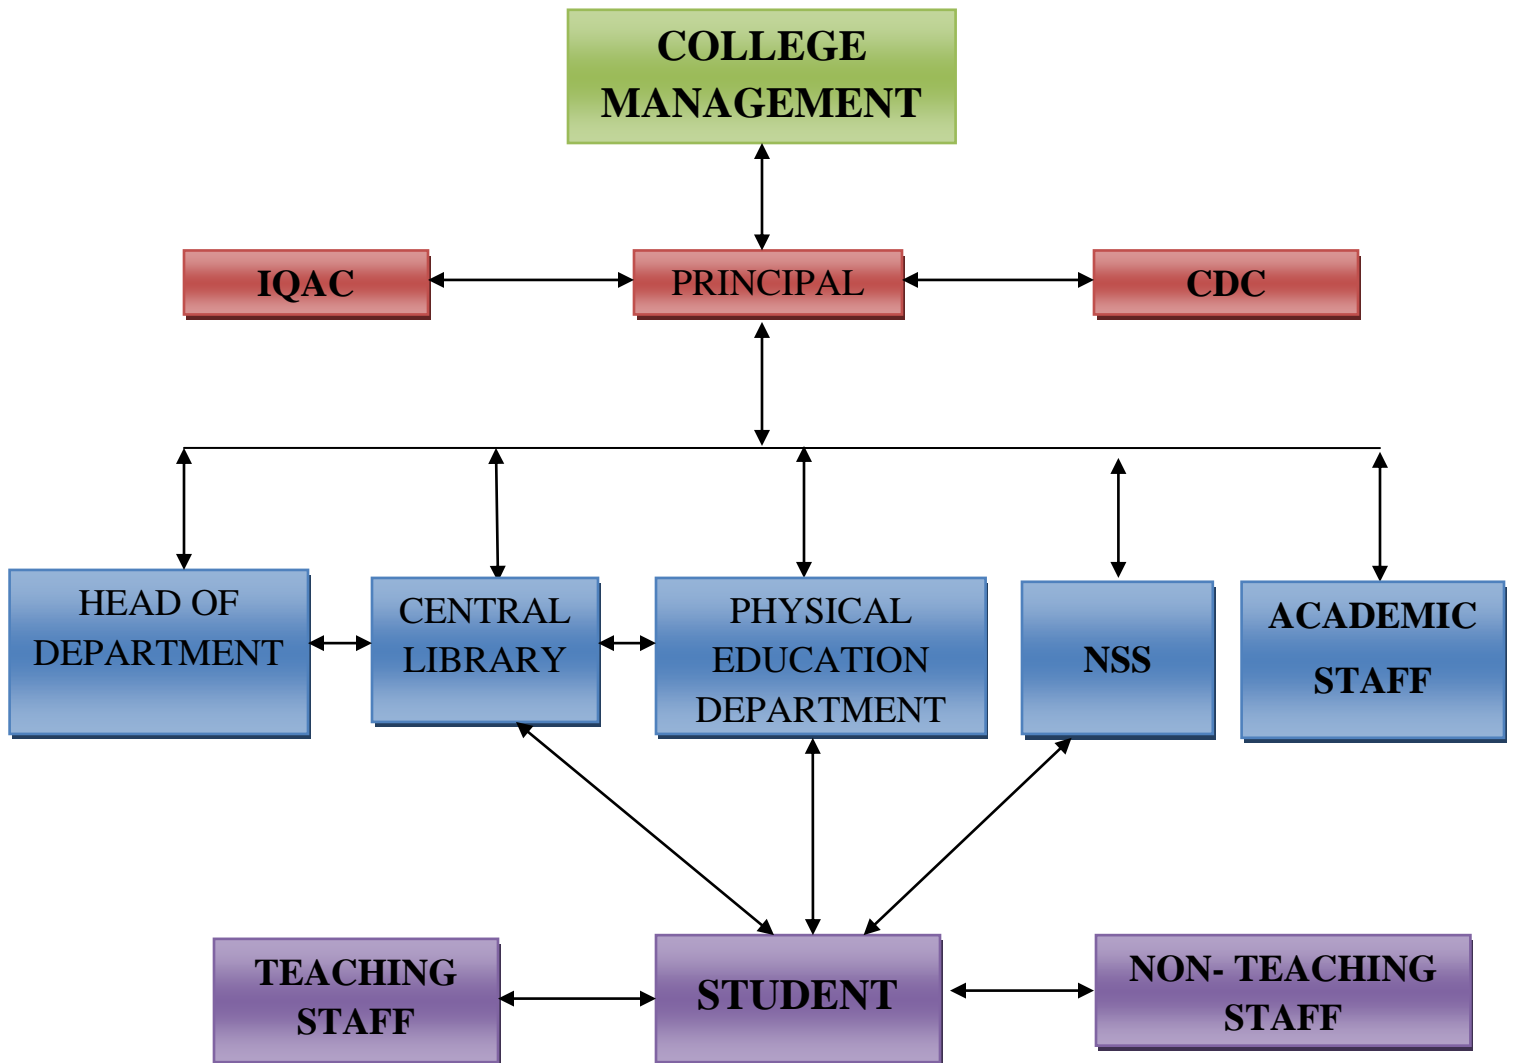 COLLEGE
MANAGEMENT
IQAC
PRINCIPAL
CDC
HEAD OF
DEPARTMENT
CENTRAL
LIBRARY
PHYSICAL
EDUCATION
DEPARTMENT
NSS
ACADEMIC
STAFF
TEACHING
STAFF
STUDENT
NON- TEACHING
STAFF